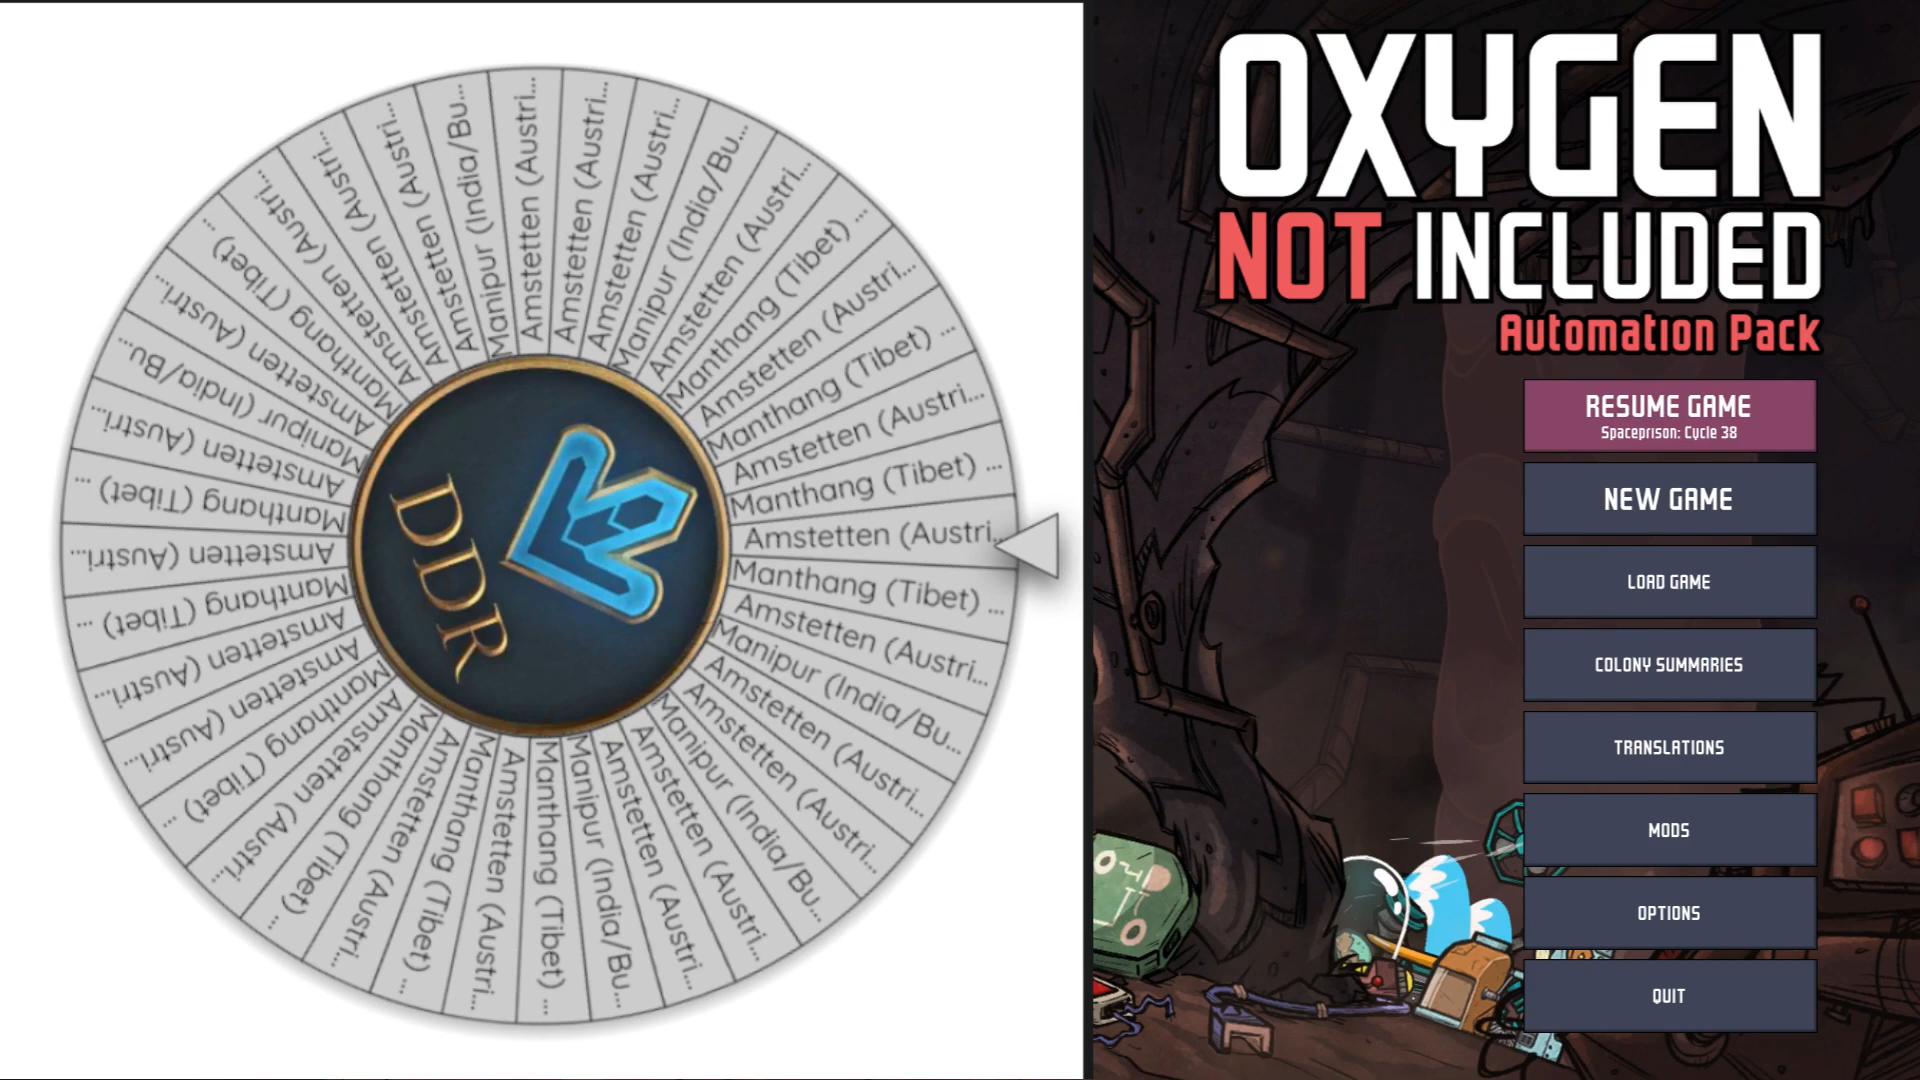 Amstetten (Austri...
Amstetten (Austri...
Amstetten (Austri...
Manipur (India/Bu...
Amstetten (Austri...
Manthang (Tibet) ...
Amstetten (Austri...
Manthang (Tibet) ...
Amstetten (Austri...
Manthang (Tibet) ...
Amstetten (Austri...
Manthang (Tibet) ...
Amstetten (Austri...
Manipur (India/Bu...
Amstetten (Austri...
Amstetten (Austri...
Manipur (India/Bu...
Amstetten (Austri...
Amstetten (Austri...
Manipur (India/Bu...
Manthang (Tibet) ...
Amstetten (Austri...
Manthang (Tibet) ...
Amstetten (Austri...
Manthang (Tibet) ...
Amstetten (Austri...
Manthang (Tibet) ...
Amstetten (Austri...
Amstetten (Austri...
Manthang (Tibet) ...
Amstetten (Austri...
Manthang (Tibet) ...
Amstetten (Austri...
Manipur (India/Bu...
Amstetten (Austri...
Manthang (Tibet) ...
Amstetten (Austri...
Amstetten (Austri...
Amstetten (Austri...
Manipur (India/Bu...
DDR
OXYGEN
NOT INCLUDED
Automation Pack
RESUME GAME
Spaceprison: Cycle 38
NEW GAME
LOAD GAME
COLONY SUMMARIES
TRANSLATIONS
MODS
OPTIONS
QUIT